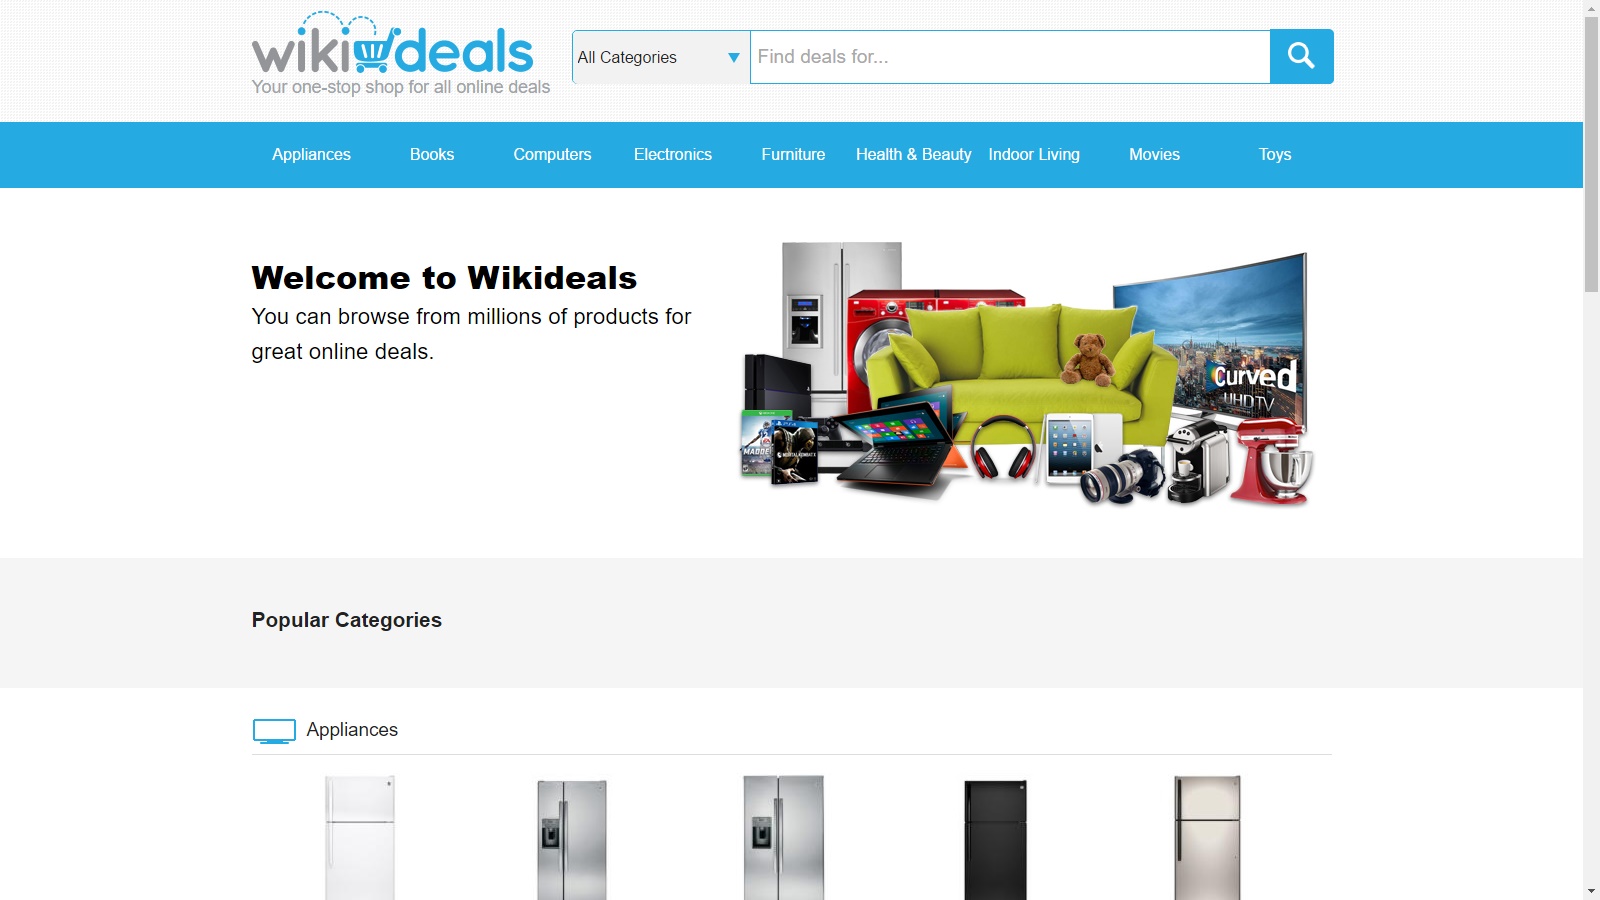 wikideals
Your one-stop shop for all online deals
All Categories
Find deals for...
Appliances
Books
Computers
Electronics
Furniture
Health & Beauty
Indoor Living
Movies
Toys
Welcome to Wikideals
You can browse from millions of products for
great online deals.
Curved
UHD TV
PS4
MADDE
MORTAL KOMBAT X
Popular Categories
Appliances